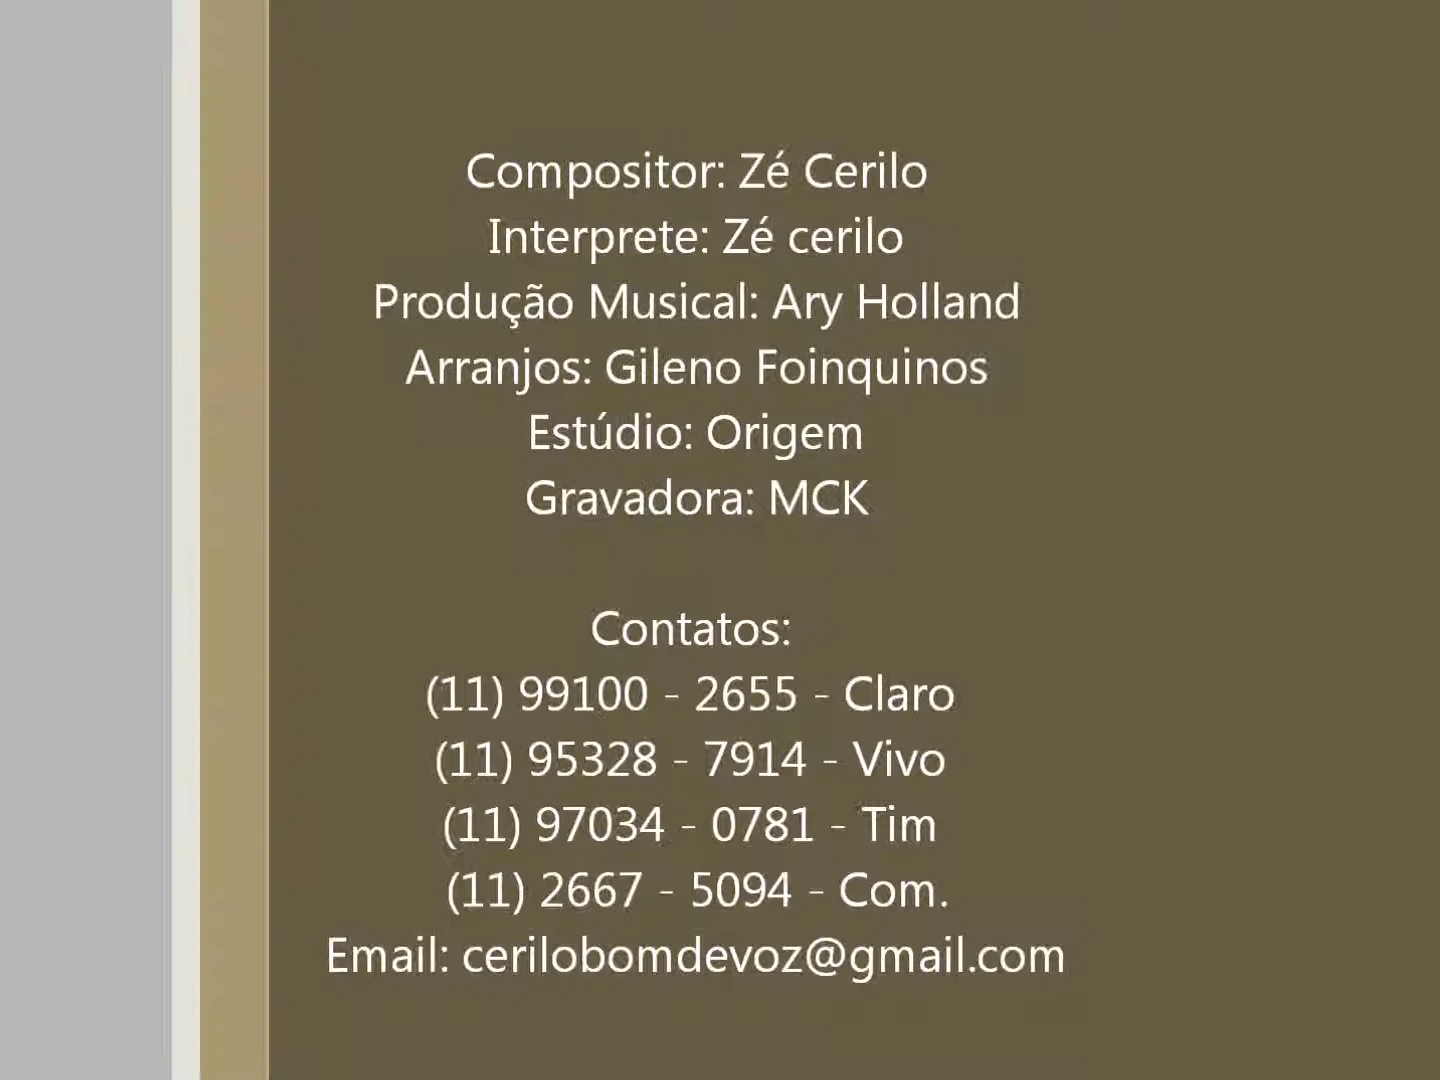 Compositor: Zé Cerilo
Interprete: Zé cerilo
Produção Musical: Ary Holland
Arranjos: Gileno Foinquinos
Estúdio: Origem
Gravadora: MCK
Contatos:
(11) 99100 - 2655 - Claro
(11) 95328 - 7914 - Vivo
(11) 97034 - 0781 - Tim
(11) 2667 - 5094 - Com.
Email: cerilobomdevoz@gmail.com